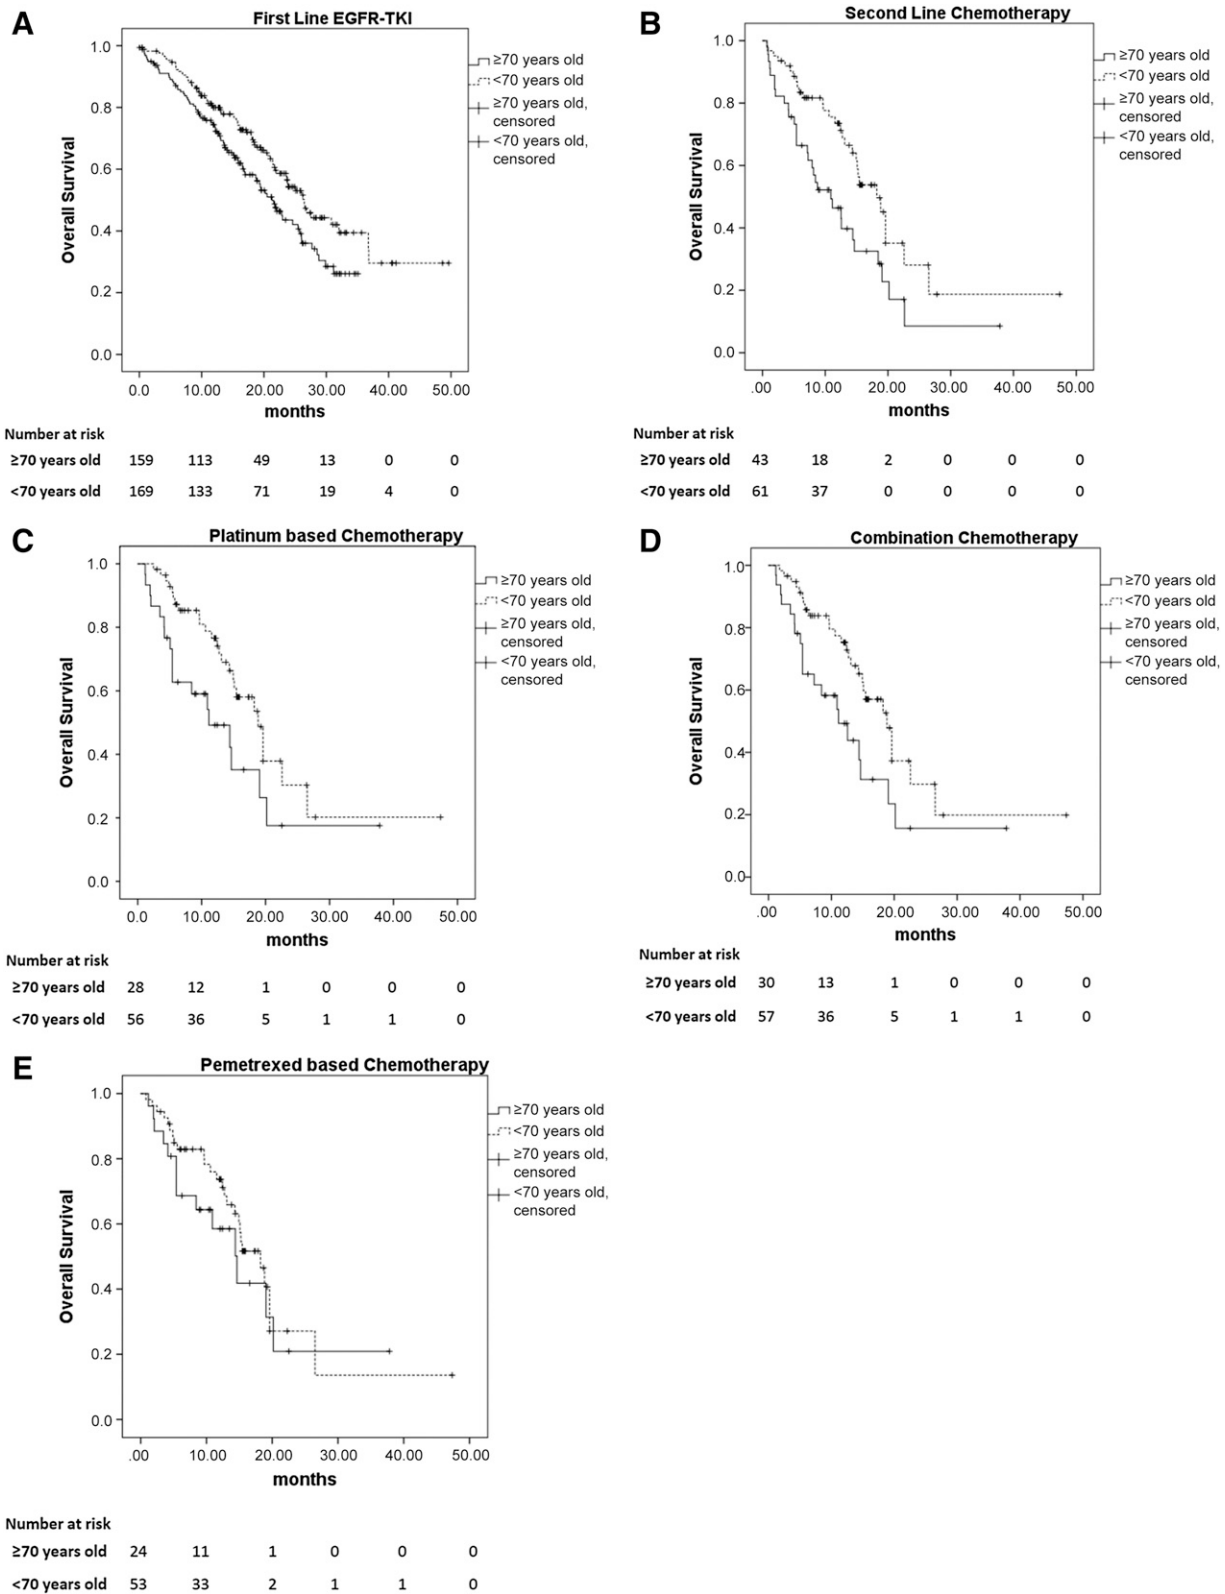 A
First Line EGFR-TKI
1.0
0.8
0.6
0.4
0.2
0.0
Overall Survival
0.00 10.00 20.00 30.00 40.00 50.00
months
≥70 years old
<70 years old
≥70 years old,
censored
<70 years old,
censored
Number at risk
≥70 years old 159 113 49 13 0 0
<70 years old 169 133 71 19 4 0
B
Second Line Chemotherapy
1.0
0.8
0.6
0.4
0.2
0.0
Overall Survival
.00 10.00 20.00 30.00 40.00 50.00
months
≥70 years old
<70 years old
≥70 years old,
censored
<70 years old,
censored
Number at risk
≥70 years old 43 18 2 0 0 0
<70 years old 61 37 0 0 0 0
C
Platinum based Chemotherapy
1.0
0.8
0.6
0.4
0.2
0.0
Overall Survival
0.0 10.00 20.00 30.00 40.00 50.00
months
≥70 years old
<70 years old
≥70 years old,
censored
<70 years old,
censored
Number at risk
≥70 years old 28 12 1 0 0 0
<70 years old 56 36 5 1 1 0
D
Combination Chemotherapy
1.0
0.8
0.6
0.4
0.2
0.0
Overall Survival
.00 10.00 20.00 30.00 40.00 50.00
months
≥70 years old
<70 years old
≥70 years old,
censored
<70 years old,
censored
Number at risk
≥70 years old 30 13 1 0 0 0
<70 years old 57 36 5 1 1 0
E
Pemetrexed based Chemotherapy
1.0
0.8
0.6
0.4
0.2
0.0
Overall Survival
.00 10.00 20.00 30.00 40.00 50.00
months
≥70 years old
<70 years old
≥70 years old,
censored
<70 years old,
censored
Number at risk
≥70 years old 24 11 1 0 0 0
<70 years old 53 33 2 1 1 0